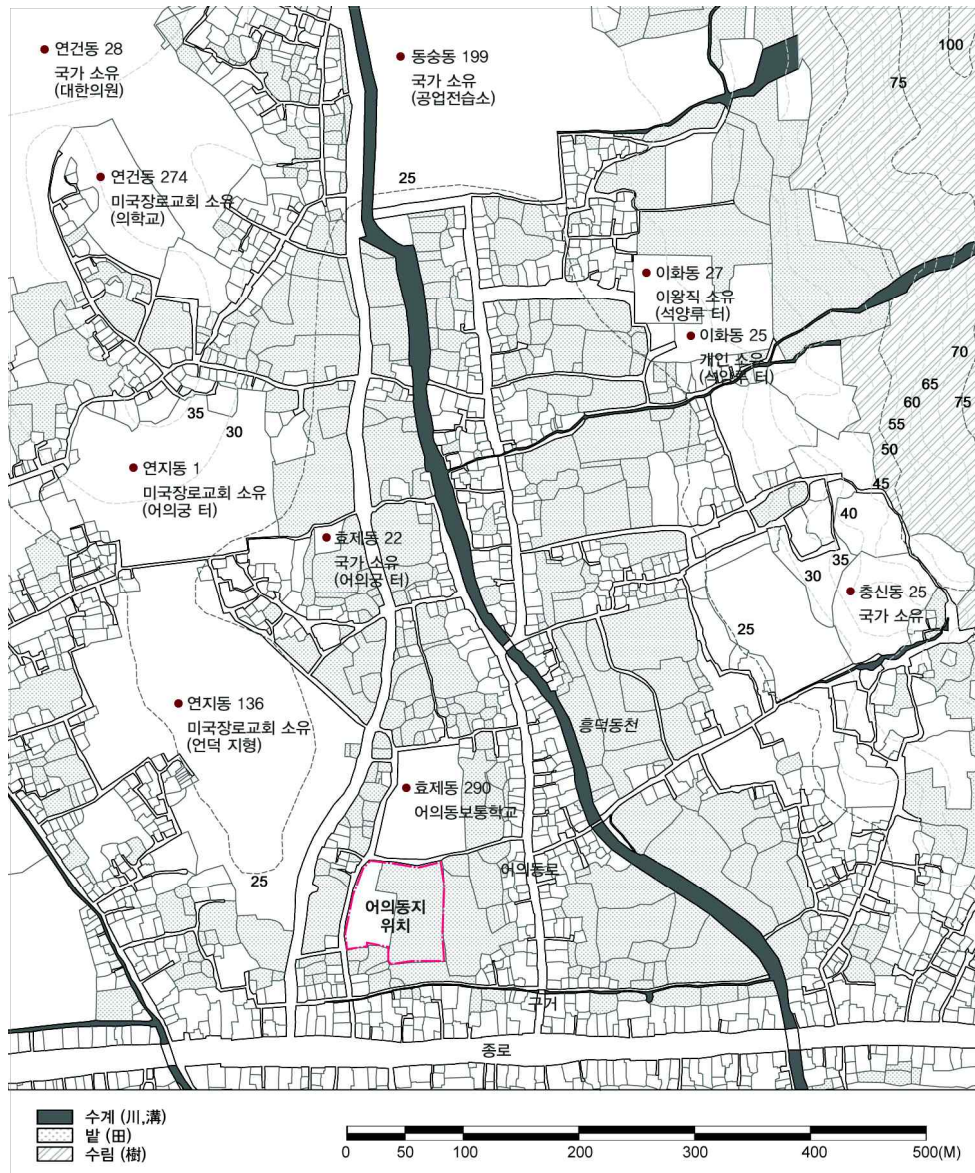 연건동 28
국가 소유
(대한의원)
동숭동 199
국가 소유
(공업전습소)
100
75
연건동 274
미국장로교회 소유
(의학교)
25
이화동 27
이왕직 소유
(석양루 터)
이화동 25
개인 소유
(석양루 터)
70
65
60
75
55
50
45
35
30
연지동 1
미국장로교회 소유
(어의궁 터)
효제동 22
국가 소유
(어의궁 터)
40
35
30
충신동 25
국가 소유
25
연지동 136
미국장로교회 소유
(언덕 지형)
흥덕동천
효제동 290
어의동보통학교
어의동로
25
어의동지
위치
구거
종로
수계 (川,溝)
밭 (田)
수림 (樹)
0 50 100 200 300 400 500(M)